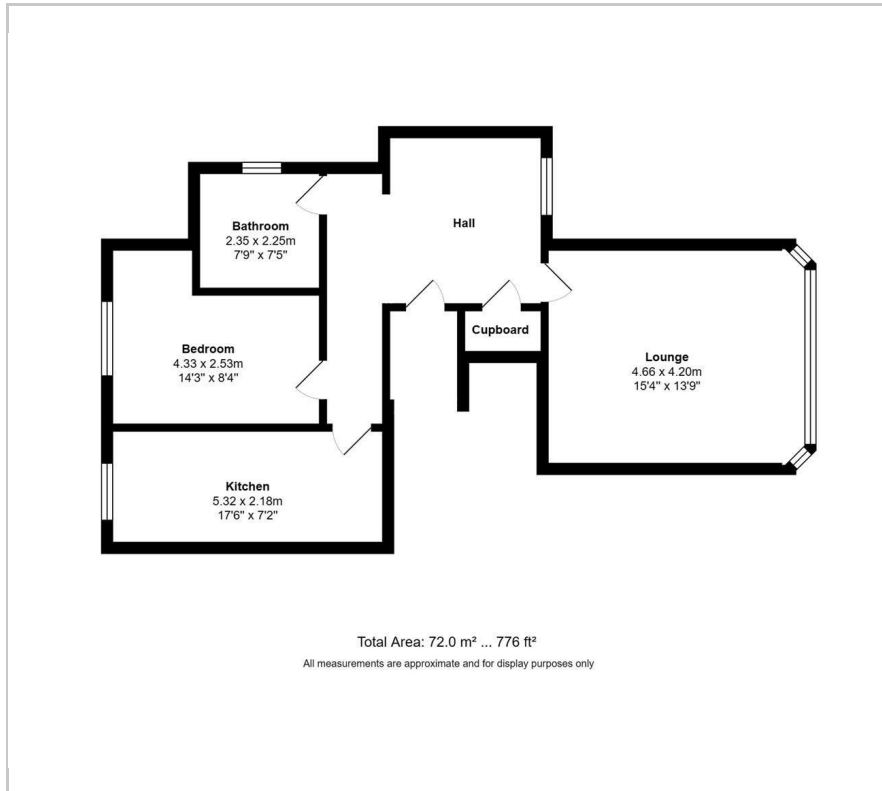 Hall
Bathroom
2.35 x 2.25m
7'9" x 7'5"
Cupboard
Bedroom
4.33 x 2.53m
14'3" x 8'4"
Lounge
4.66 x 4.20m
15'4" x 13'9"
Kitchen
5.32 x 2.18m
17'6" x 7'2"
Total Area: 72.0 m² ... 776 ft²
All measurements are approximate and for display purposes only